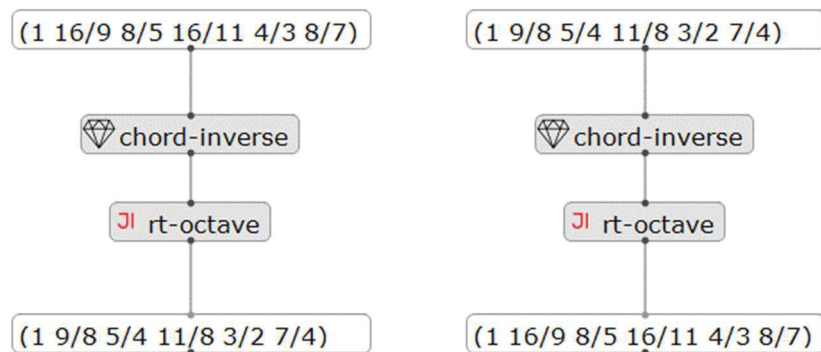 (1 16/9 8/5 16/11 4/3 8/7)
chord-inverse
JI rt-octave
(1 9/8 5/4 11/8 3/2 7/4)
(1 9/8 5/4 11/8 3/2 7/4)
chord-inverse
JI rt-octave
(1 16/9 8/5 16/11 4/3 8/7)